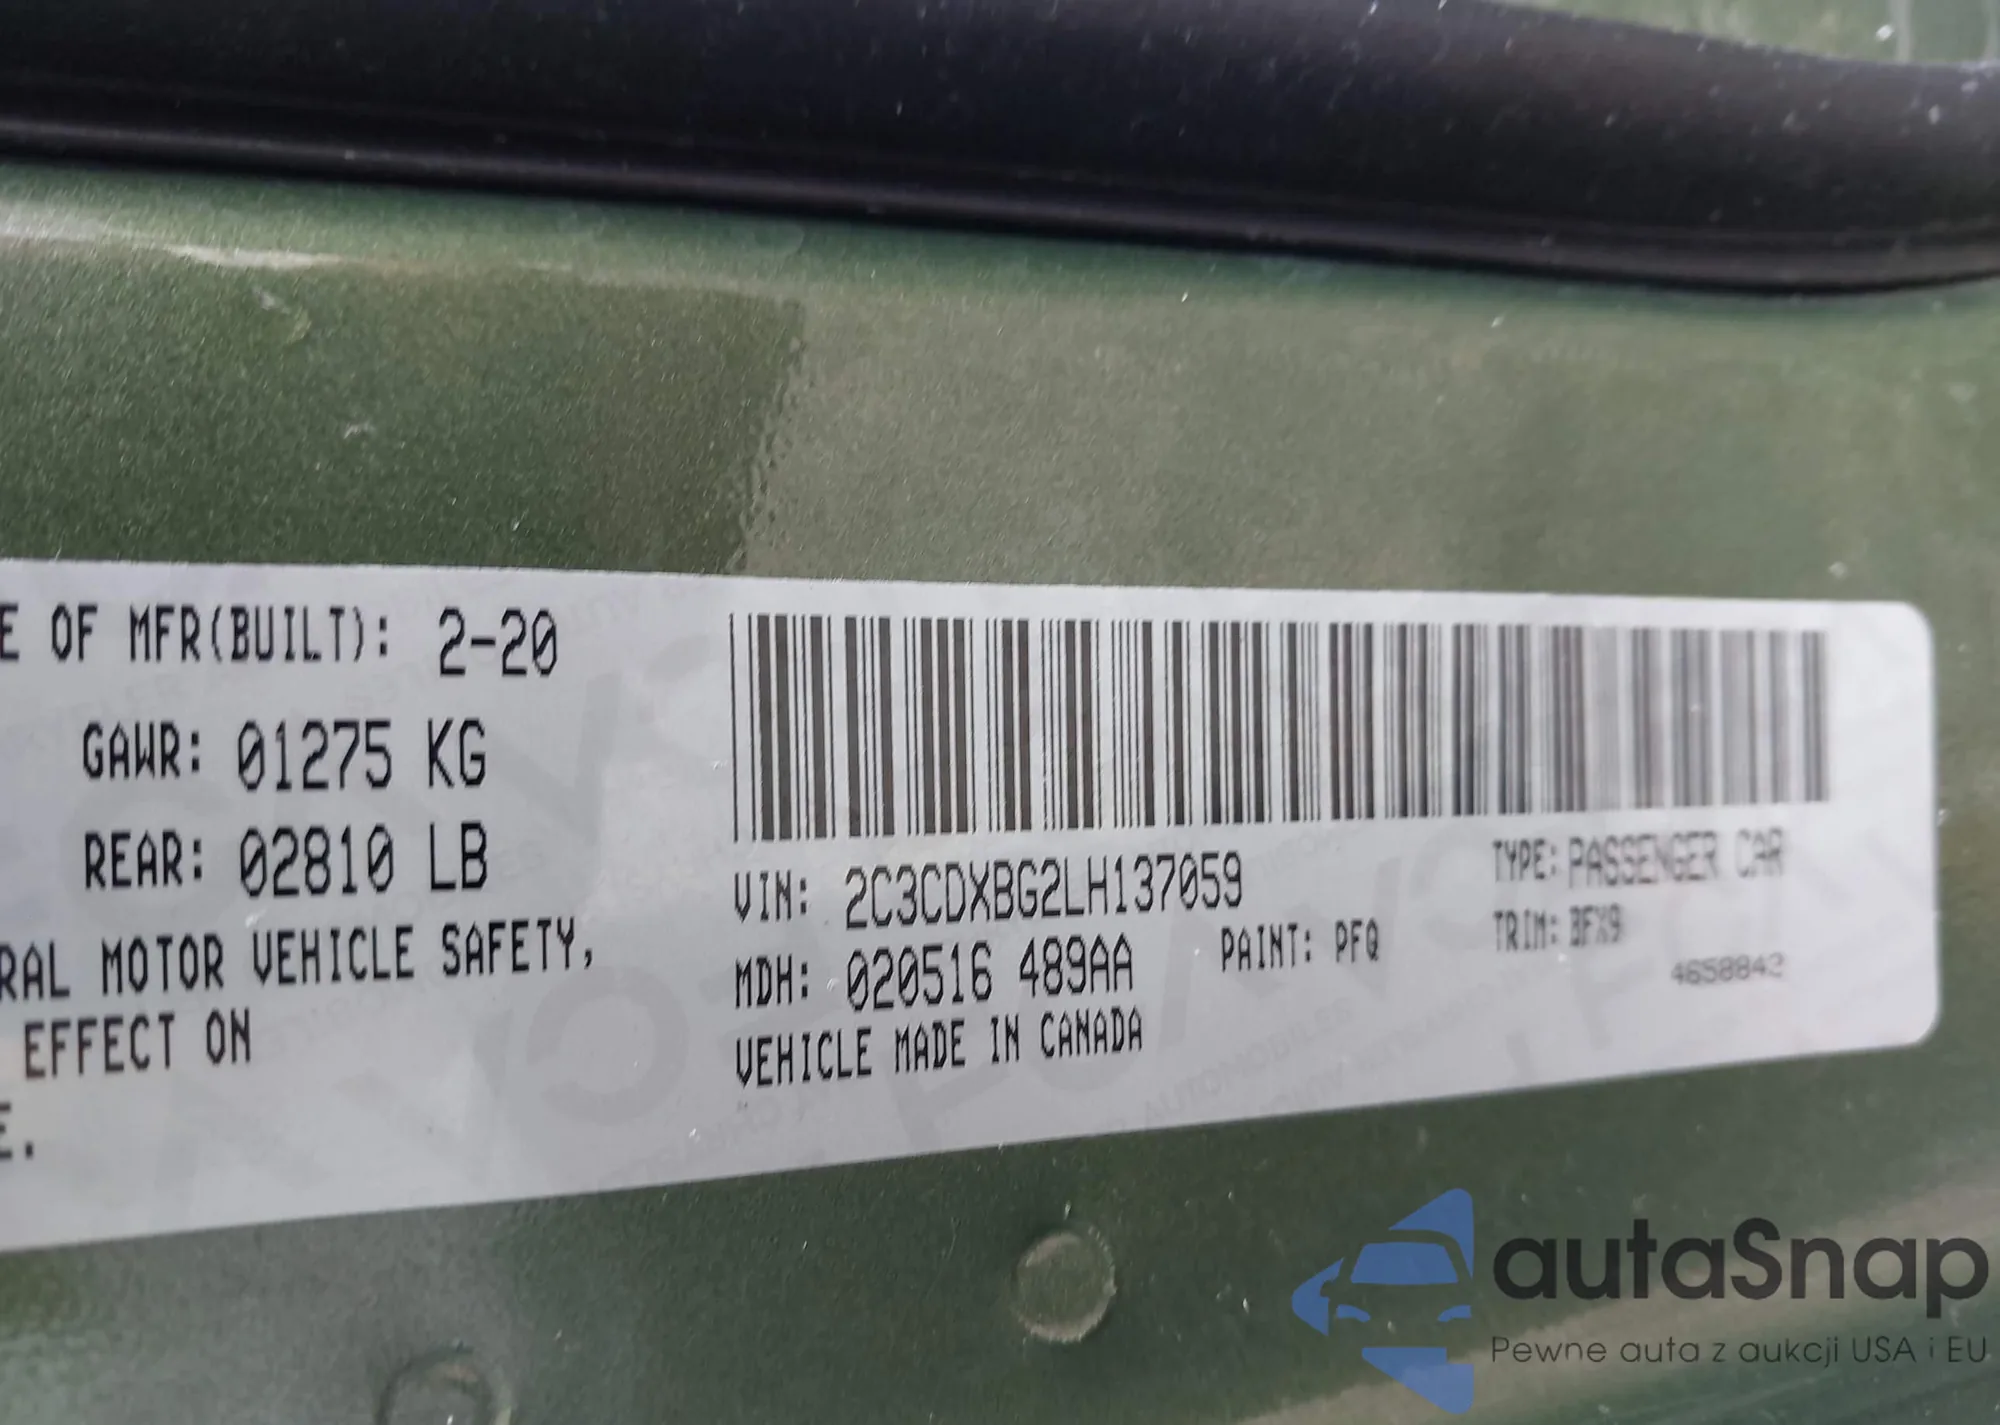 E OF MFR(BUILT): 2-20
GAWR: 01275 KG
REAR: 02810 LB
RAL MOTOR VEHICLE SAFETY,
EFFECT ON
E.
VIN: 2C3CDXBG2LH137059
TYPE: PASSENGER CAR
MDH: 020516 489AA
PAINT: PFQ
TRIM: BFX9
4658842
VEHICLE MADE IN CANADA
autaSnap
Pewne auta z aukcji USA i EU